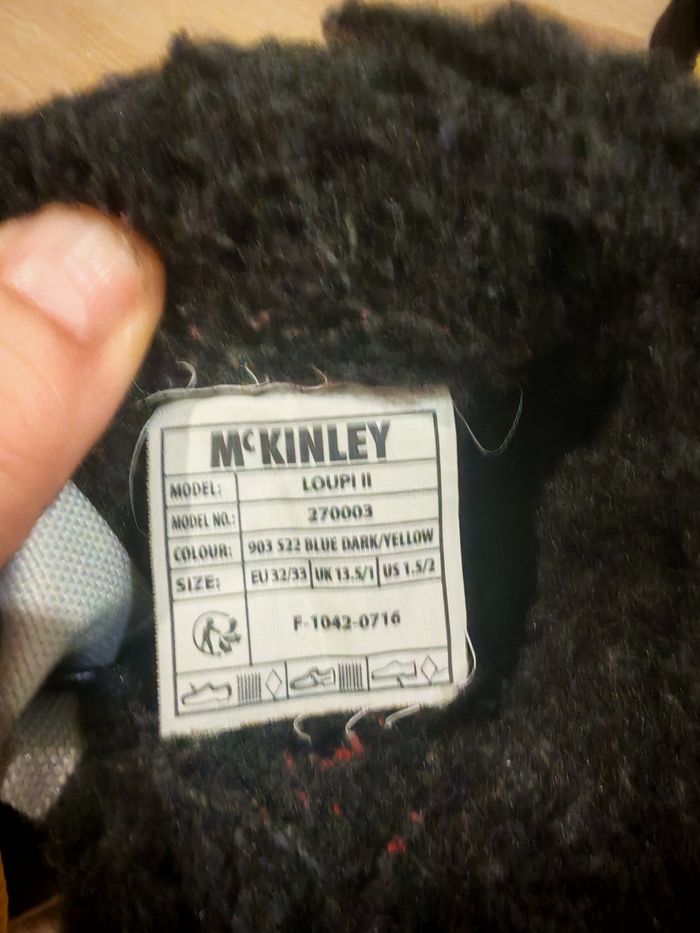 McKINLEY
MODEL: LOUPI II
MODEL NO.: 270003
COLOUR: 903 522 BLUE DARK/YELLOW
SIZE: EU 32/33 UK 13.5/1 US 1.5/2
F-1042-0716